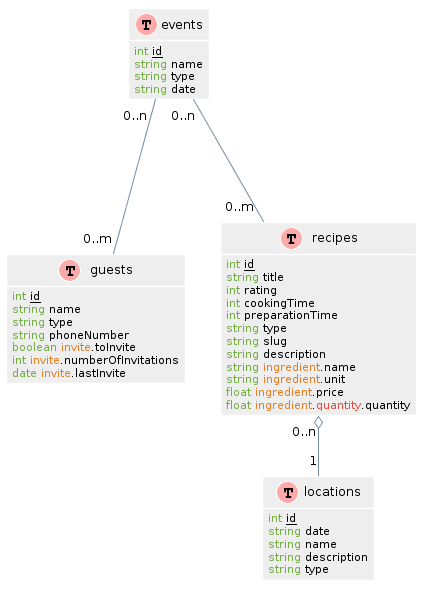 T events
int id
string name
string type
string date
0..n 0..n
0..m 0..m
T guests
int id
string name
string type
string phoneNumber
boolean invite.toInvite
int invite.numberOfInvitations
date invite.lastInvite
T recipes
int id
string title
int rating
int cookingTime
int preparationTime
string type
string slug
string description
string ingredient.name
string ingredient.unit
float ingredient.price
float ingredient.quantity.quantity
0..n
1
T locations
int id
string date
string name
string description
string type